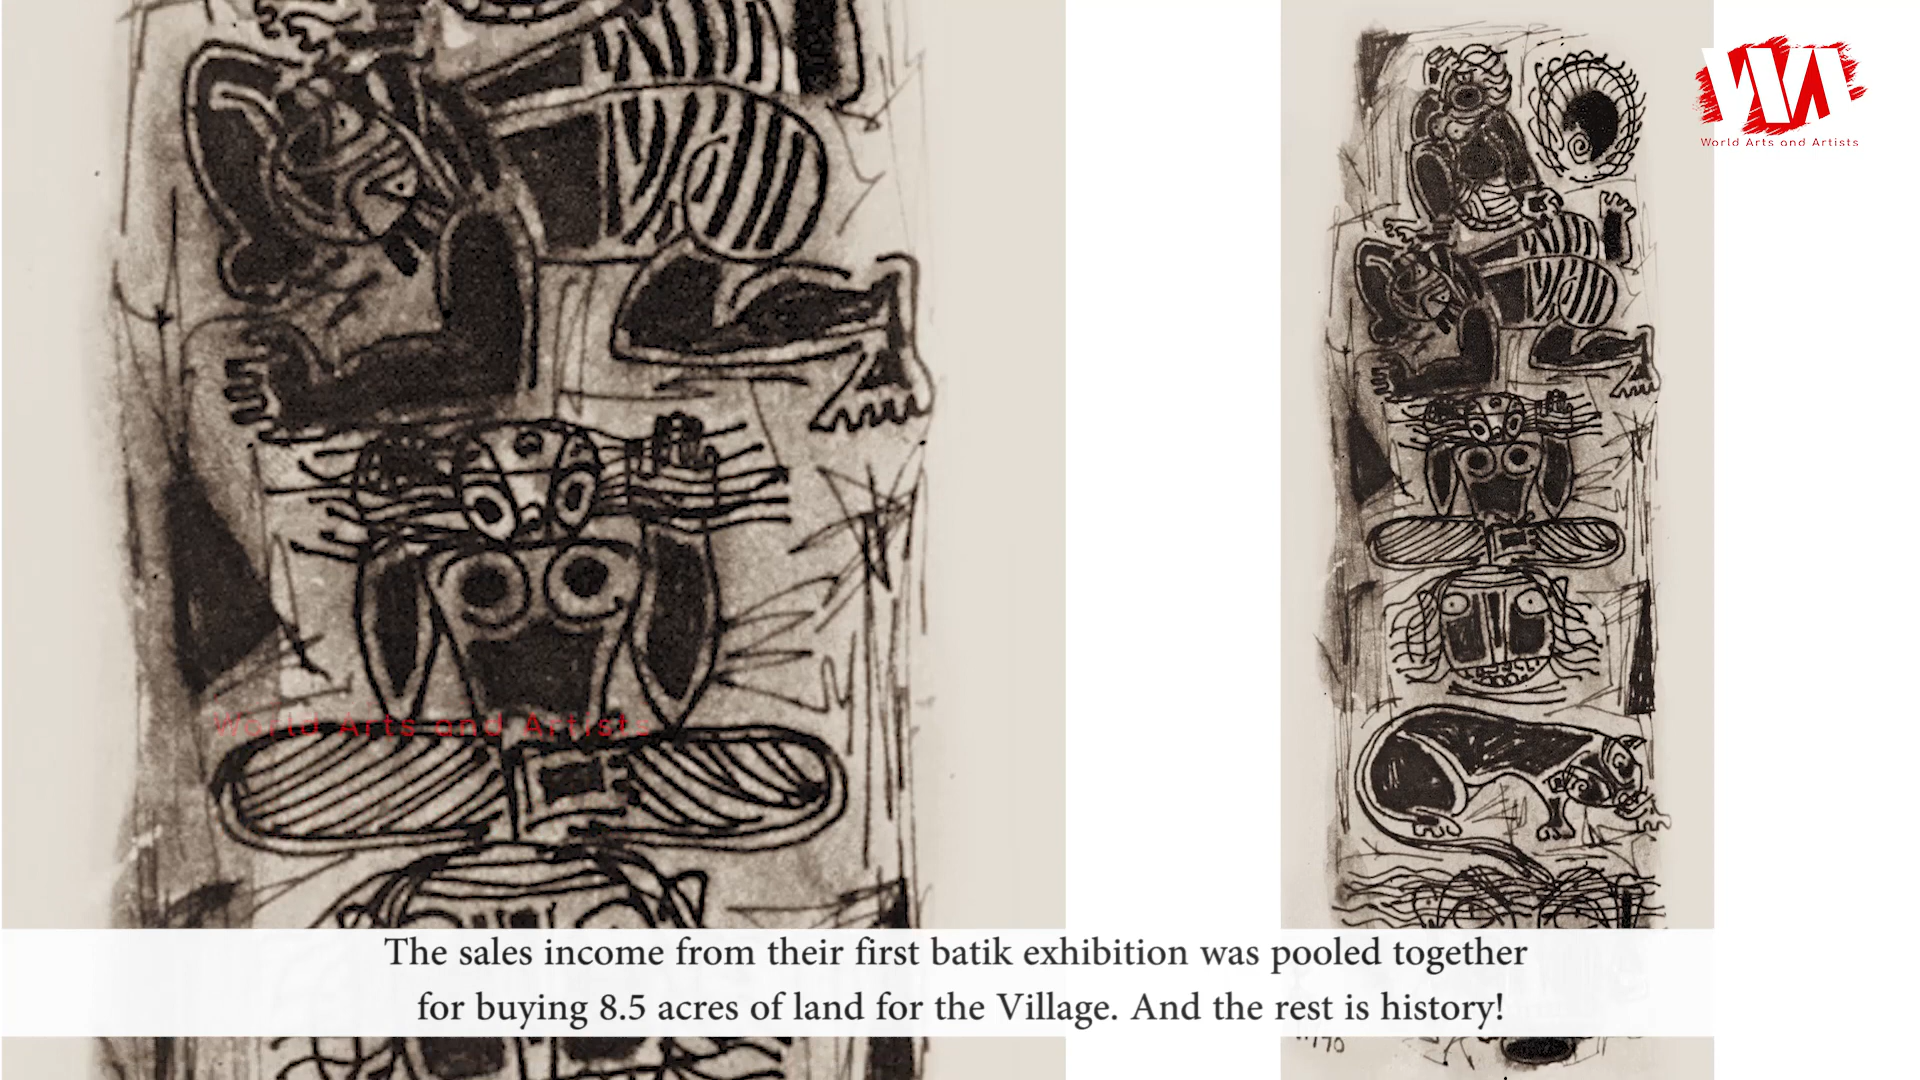 World Arts and Artists
World Arts and Artists
The sales income from their first batik exhibition was pooled together
for buying 8.5 acres of land for the Village. And the rest is history!